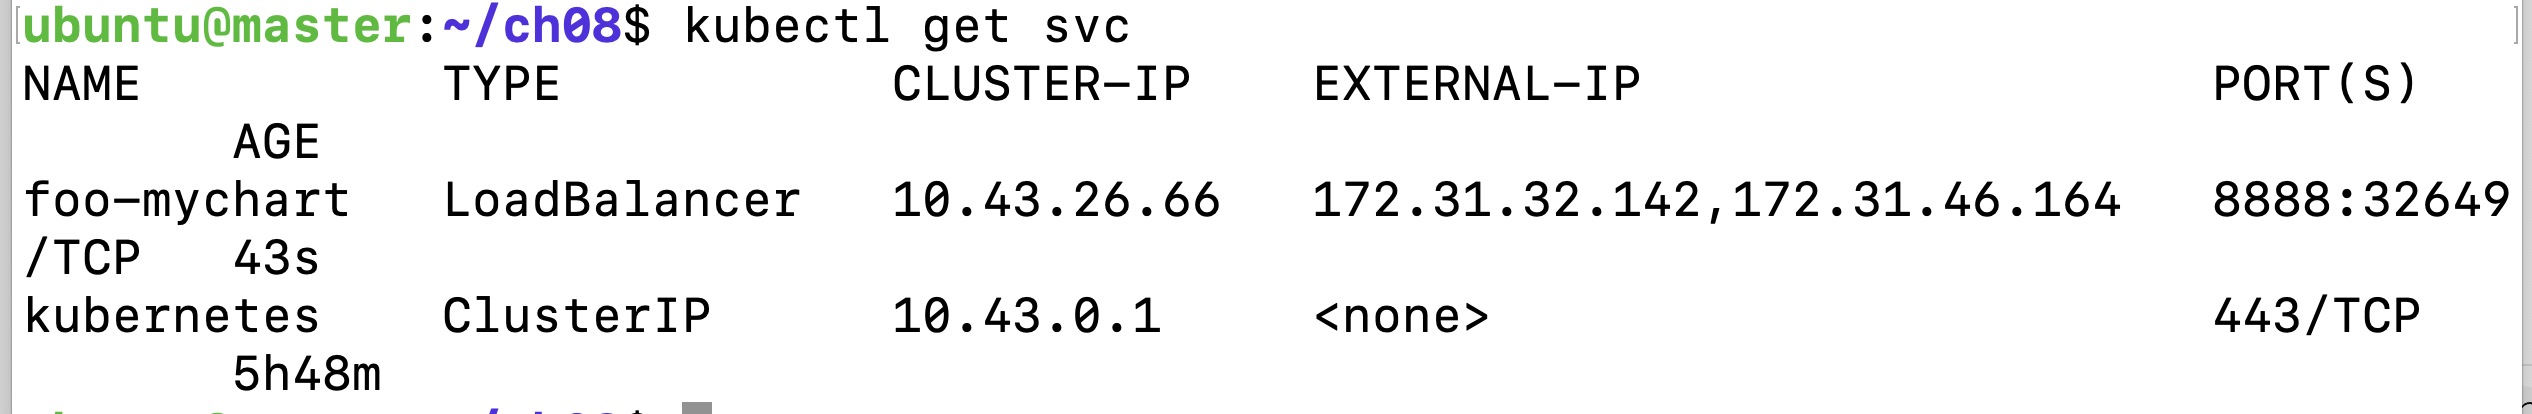 ubuntu@master:~/ch08$ kubectl get svc
NAME          TYPE           CLUSTER-IP    EXTERNAL-IP                   PORT(S)
       AGE
foo-mychart   LoadBalancer   10.43.26.66   172.31.32.142,172.31.46.164   8888:32649
/TCP   43s
kubernetes    ClusterIP      10.43.0.1     <none>                        443/TCP
       5h48m